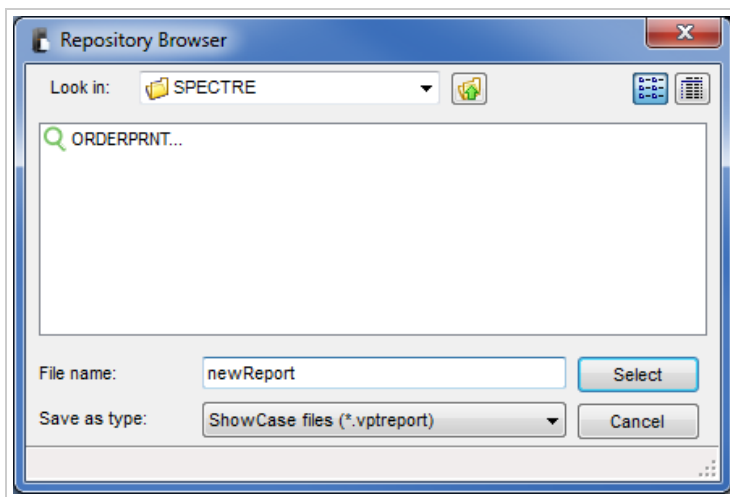 Repository Browser
Look in: SPECTRE
ORDERPRNT...
File name: newReport Select
Save as type: ShowCase files (*.vptreport) Cancel